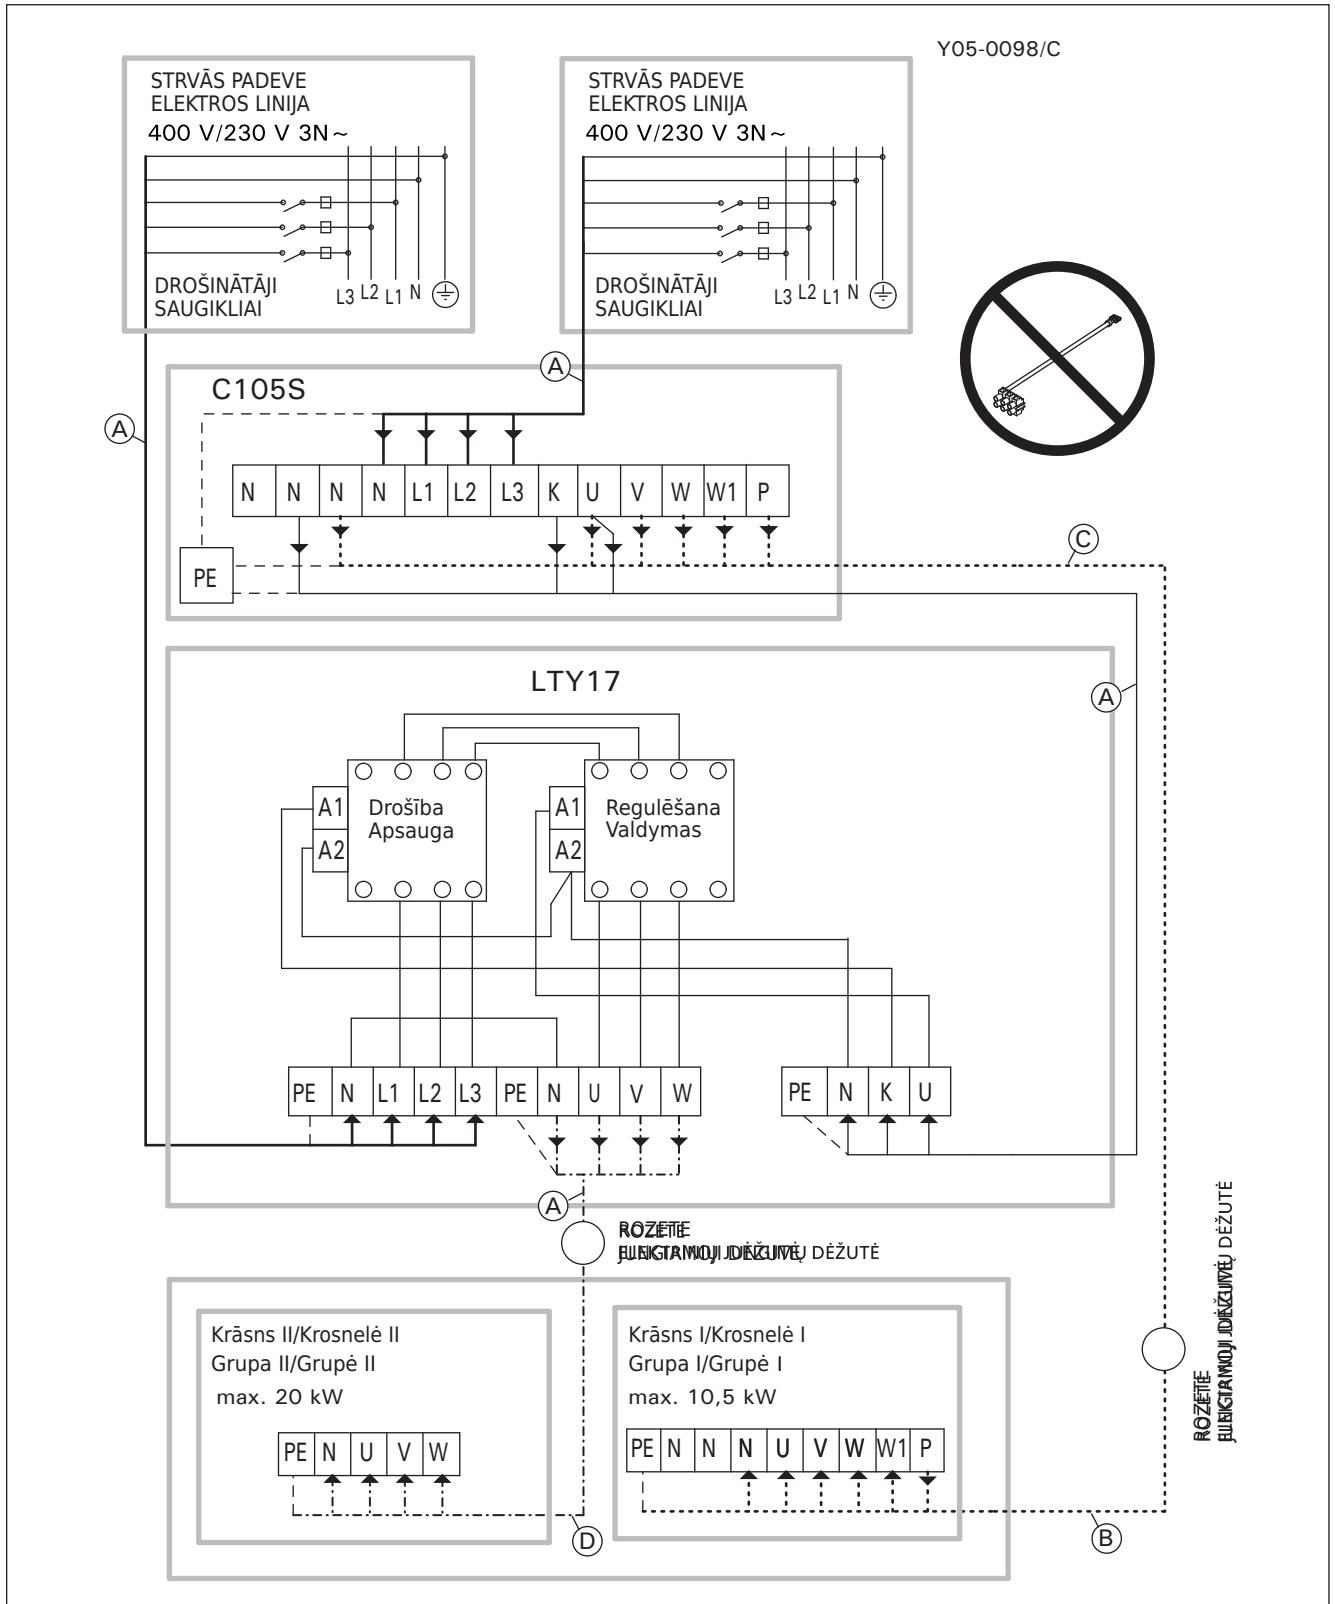 Y05-0098/C
STRVĀS PADEVE
ELEKTROS LINIJA
400 V/230 V 3N~
DROŠINĀTĀJI
SAUGIKLIAI
L3 L2 L1 N
STRVĀS PADEVE
ELEKTROS LINIJA
400 V/230 V 3N~
DROŠINĀTĀJI
SAUGIKLIAI
L3 L2 L1 N
A
A
C105S
N N N N L1 L2 L3 K U V W W1 P
PE
C
LTY17
A
A1
A2
Drošība
Apsauga
A1
A2
Regulēšana
Valdymas
PE N L1 L2 L3 PE N U V W
PE N K U
A
ROZETE
DĖŽUTĖ
ROZETE
DĖŽUTĖ
Krāsns II/Krosnelė II
Grupa II/Grupė II
max. 20 kW
PE N U V W
D
Krāsns I/Krosnelė I
Grupa I/Grupė I
max. 10,5 kW
PE N N N U V W W1 P
B